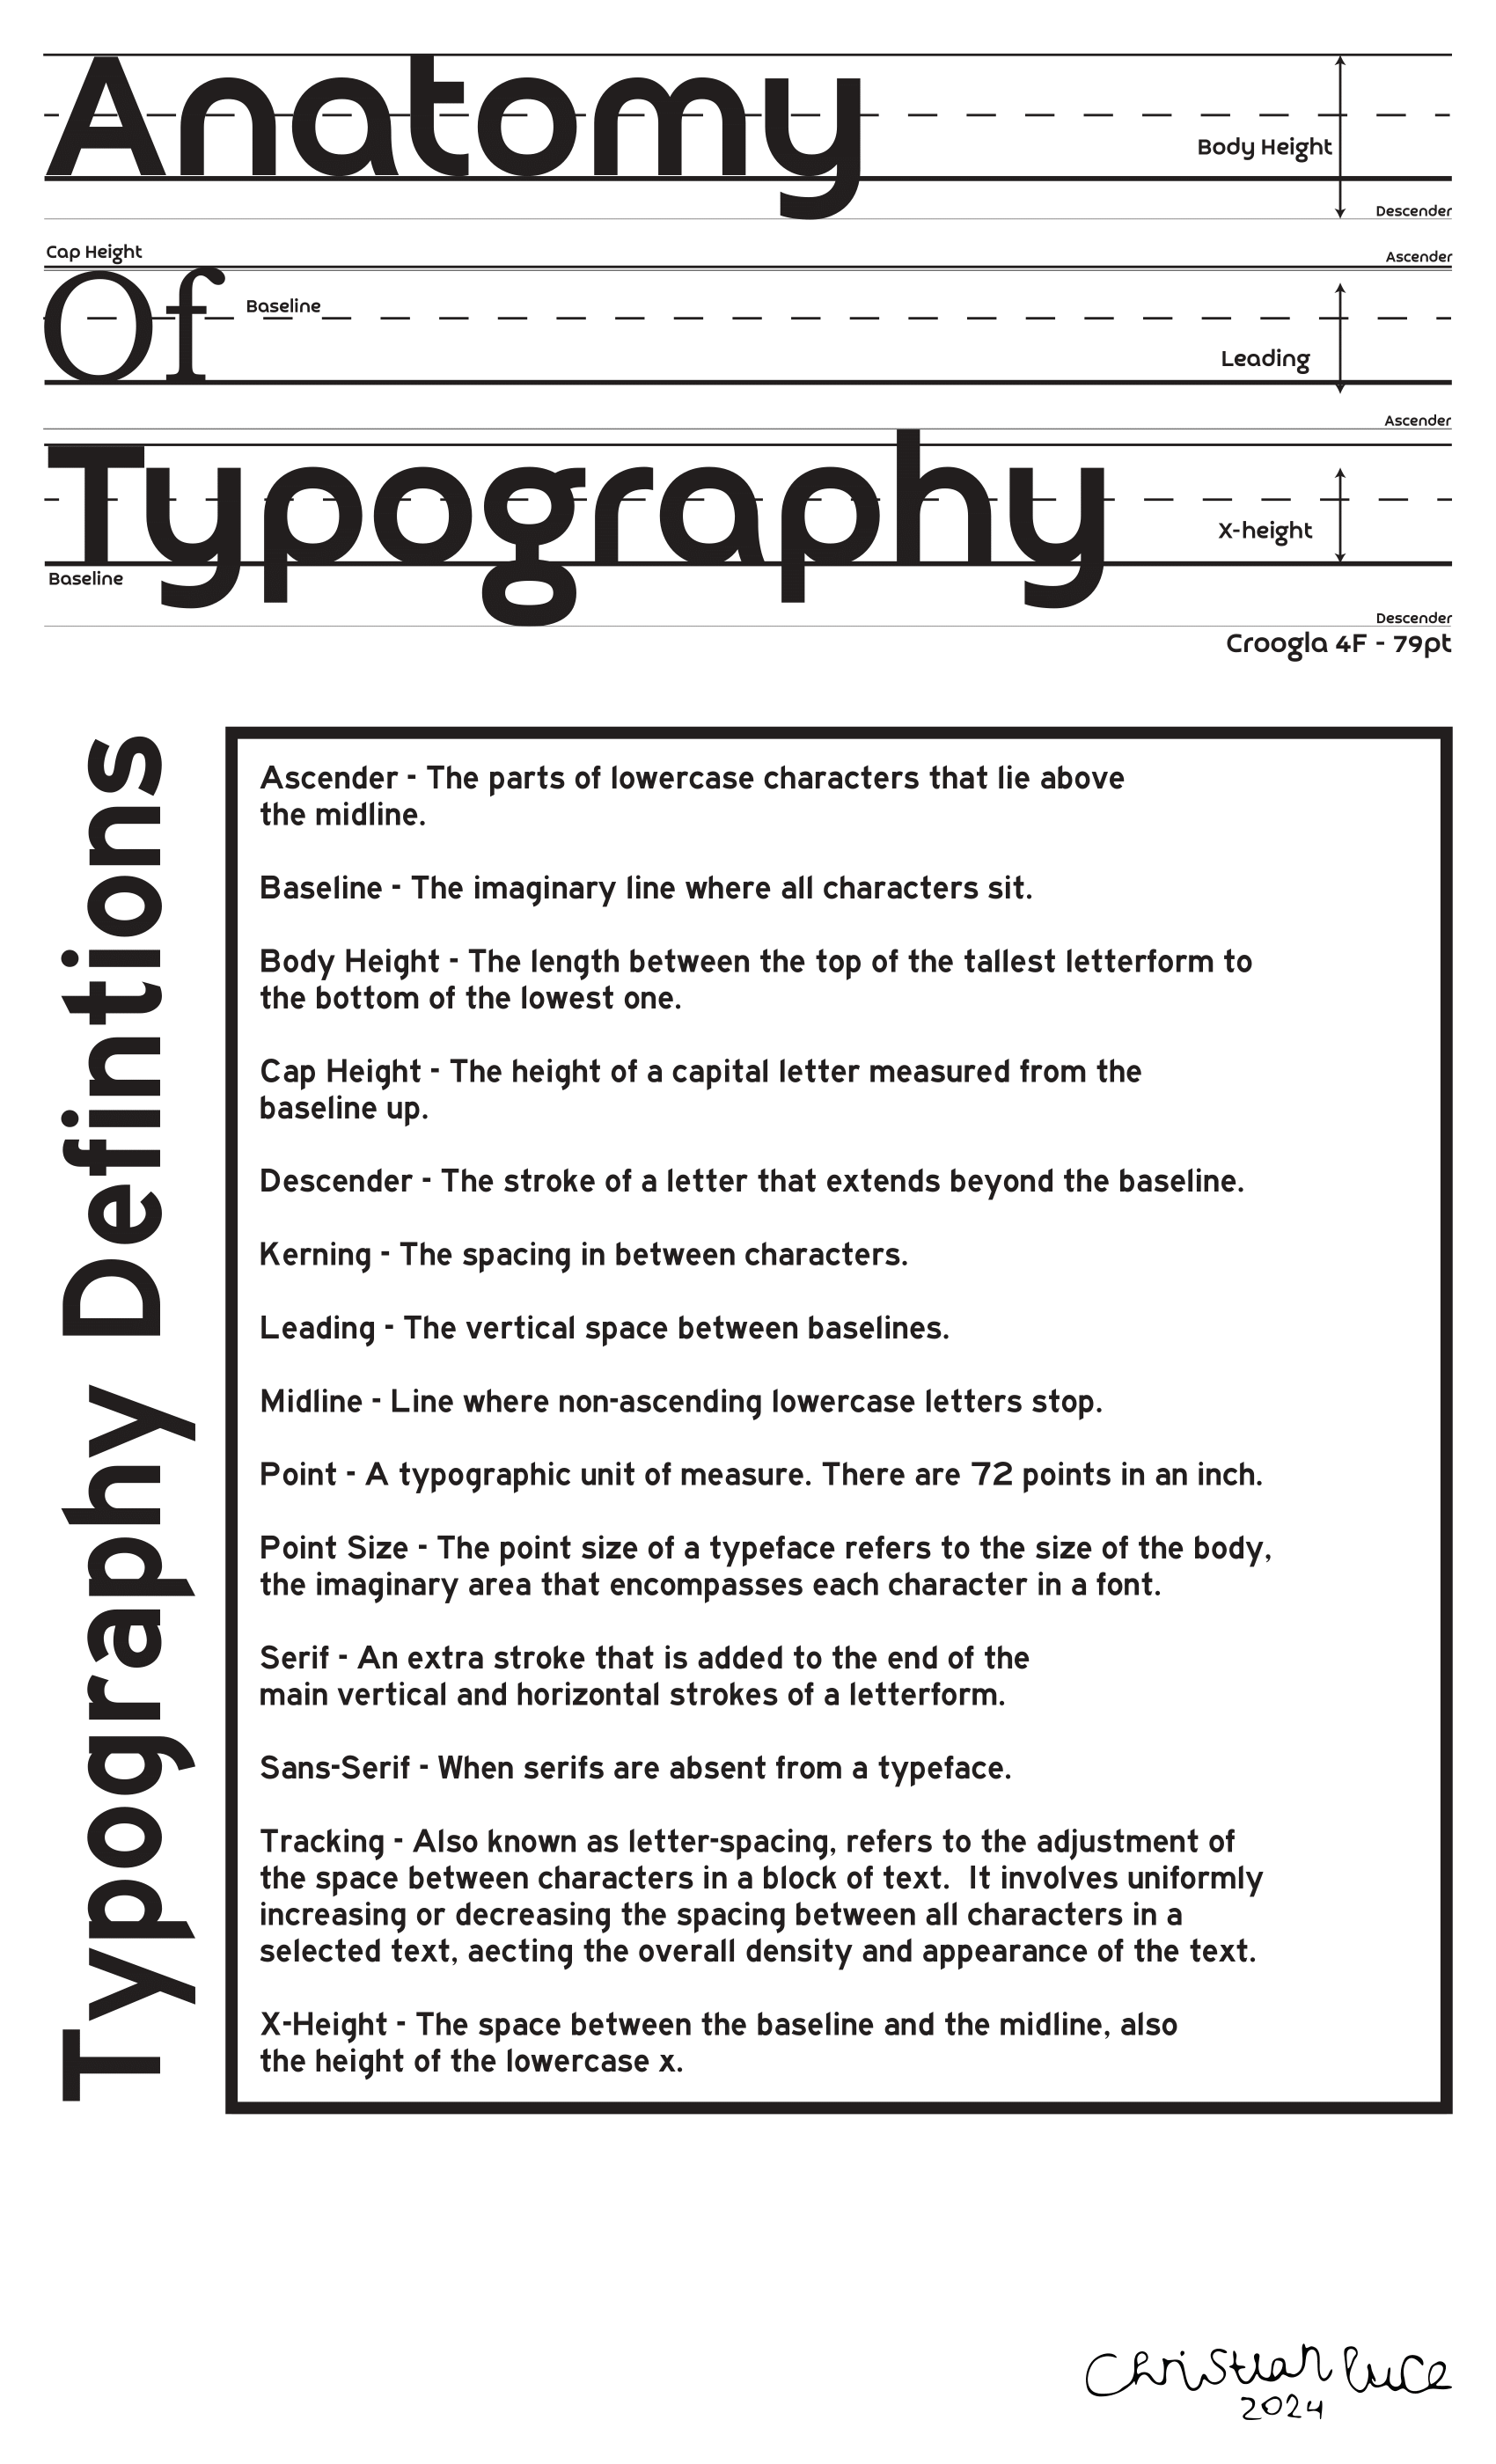 Anatomy
Body Height
Descender
Cap Height
Ascender
Of
Baseline
Leading
Ascender
Typography
X-height
Baseline
Descender
Croogla 4F - 79pt
Typography Defintions
Ascender - The parts of lowercase characters that lie above
the midline.
Baseline - The imaginary line where all characters sit.
Body Height - The length between the top of the tallest letterform to
the bottom of the lowest one.
Cap Height - The height of a capital letter measured from the
baseline up.
Descender - The stroke of a letter that extends beyond the baseline.
Kerning - The spacing in between characters.
Leading - The vertical space between baselines.
Midline - Line where non-ascending lowercase letters stop.
Point - A typographic unit of measure. There are 72 points in an inch.
Point Size - The point size of a typeface refers to the size of the body,
the imaginary area that encompasses each character in a font.
Serif - An extra stroke that is added to the end of the
main vertical and horizontal strokes of a letterform.
Sans-Serif - When serifs are absent from a typeface.
Tracking - Also known as letter-spacing, refers to the adjustment of
the space between characters in a block of text.  It involves uniformly
increasing or decreasing the spacing between all characters in a
selected text, aecting the overall density and appearance of the text.
X-Height - The space between the baseline and the midline, also
the height of the lowercase x.
Christian Luce
2024